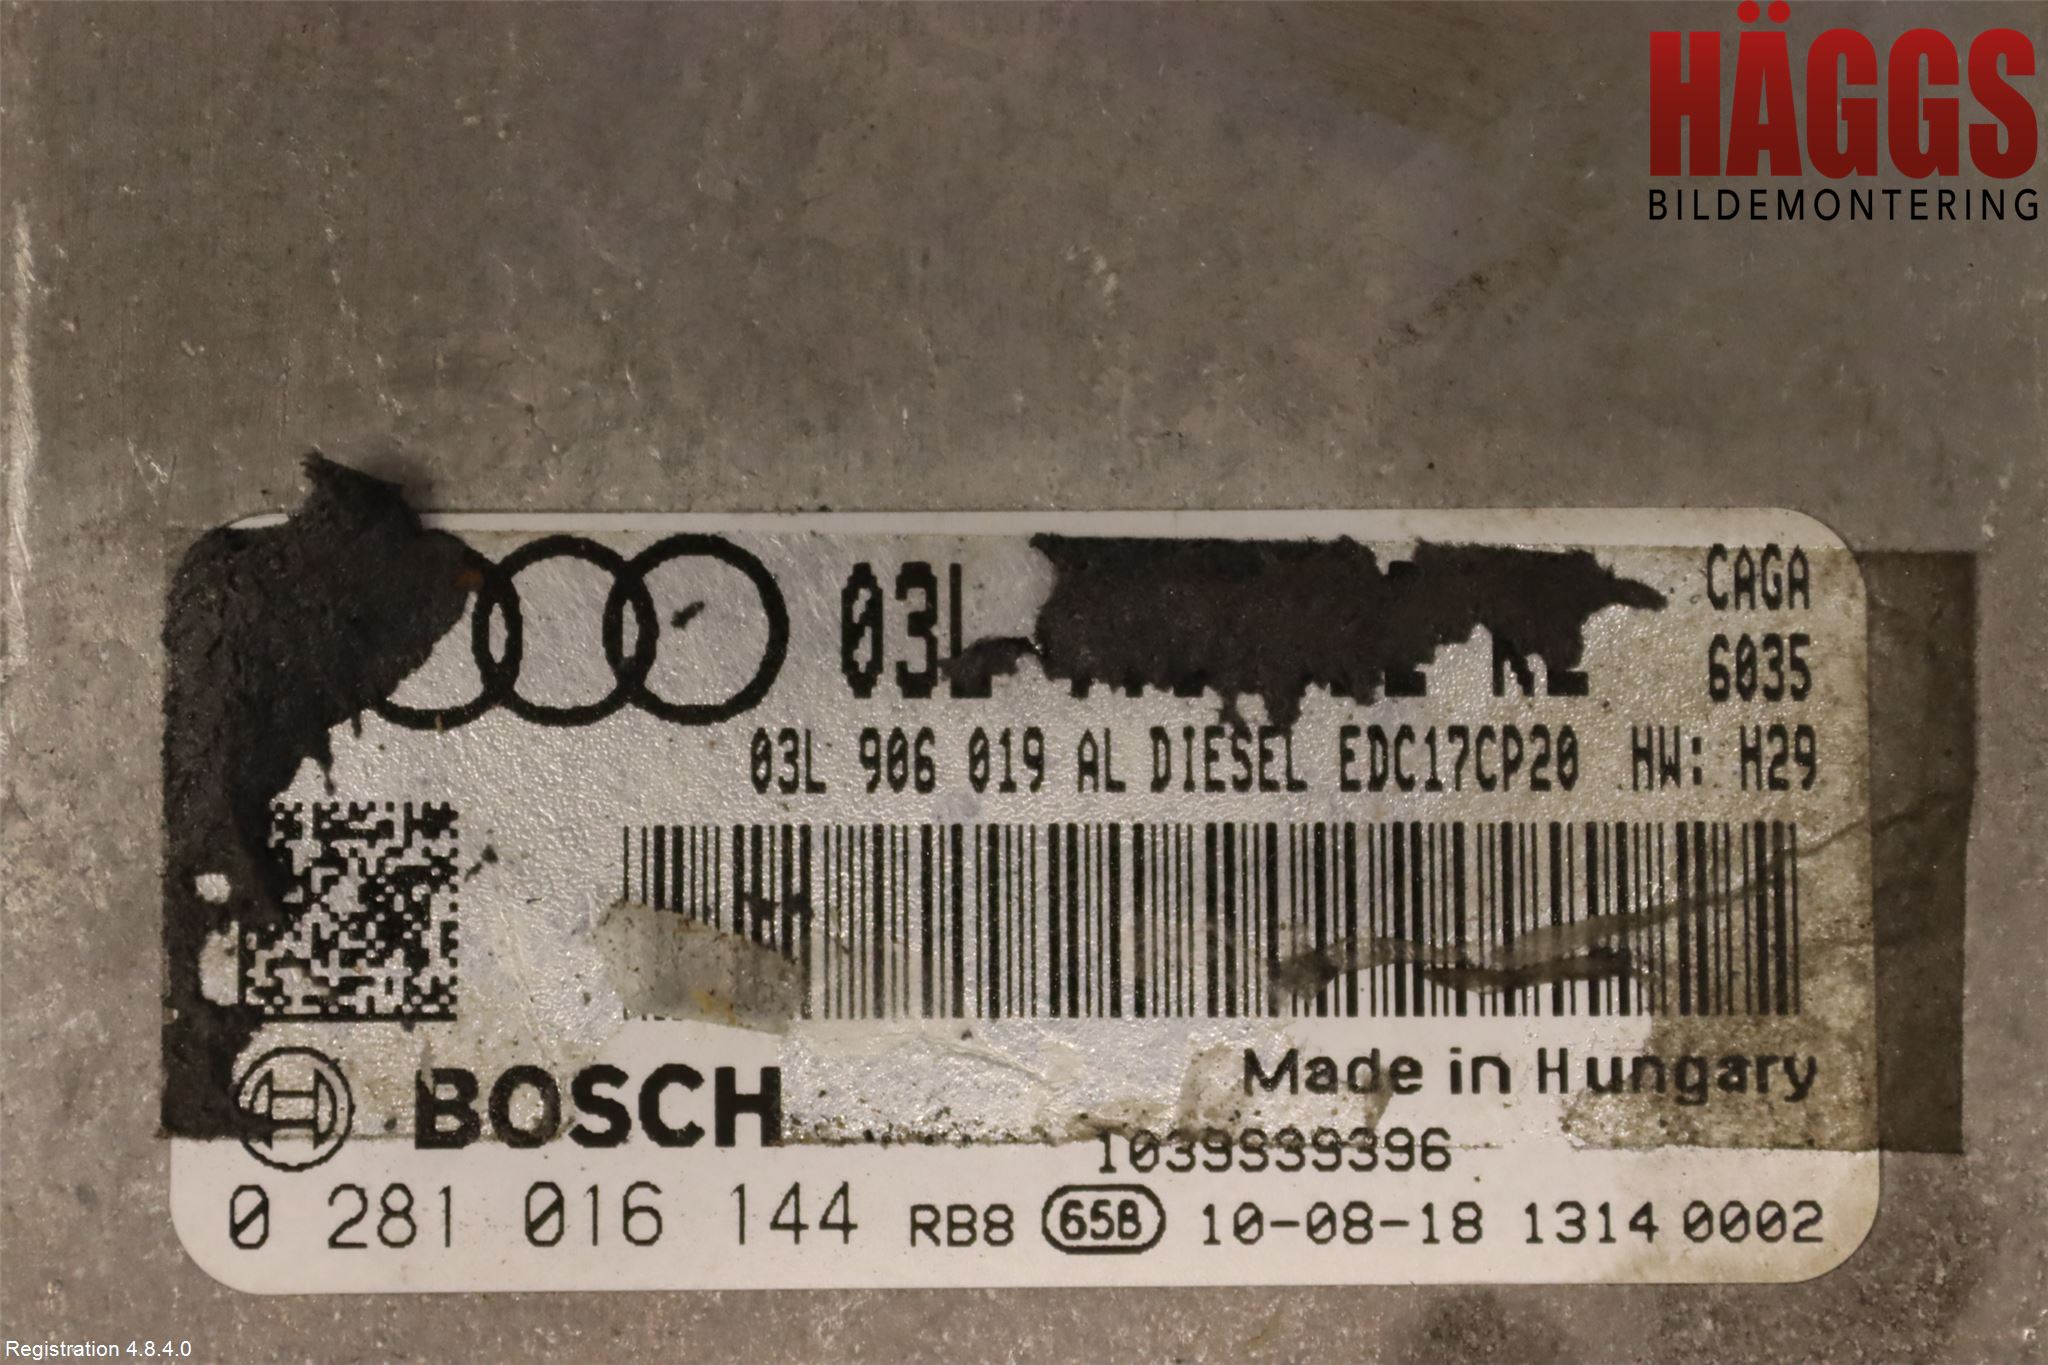 HÄGGS
BILDEMONTERING
03L
CAGA
6035
03L 906 019 AL DIESEL EDC17CP20 HW: H29
BOSCH
Made in Hungary
1039S39396
0 281 016 144 RB8 65B 10-08-18 1314 0002
Registration 4.8.4.0